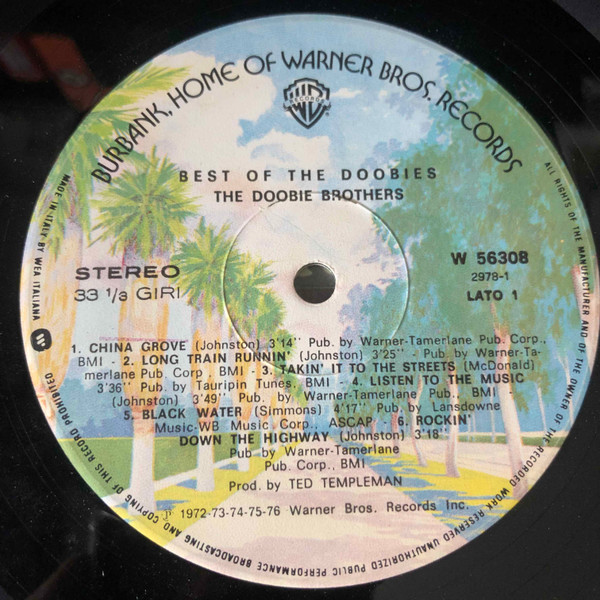 BURBANK, HOME OF WARNER BROS. RECORDS
RECORDS
BEST OF THE DOOBIES
THE DOOBIE BROTHERS
STEREO
33 1/3 GIRI
W 56308
2978-1
LATO 1
1. CHINA GROVE (Johnston) 3'14'' Pub. by Warner-Tamerlane Pub. Corp.,
BMI - 2. LONG TRAIN RUNNIN' (Johnston) 3'25'' - Pub. by Warner-Ta-
merlane Pub. Corp., BMI - 3. TAKIN' IT TO THE STREETS (McDonald)
3'36'' Pub. by Tauripin Tunes, BMI - 4. LISTEN TO THE MUSIC
(Johnston) 3'49'' Pub. by Warner-Tamerlane Pub., BMI -
5. BLACK WATER (Simmons) 4'17'' Pub. by Lansdowne
Music-WB Music Corp., ASCAP - 6. ROCKIN'
DOWN THE HIGHWAY (Johnston) 3'18''
Pub by Warner-Tamerlane
Pub. Corp., BMI
Prod. by TED TEMPLEMAN
1972-73-74-75-76 Warner Bros. Records Inc.
MADE IN ITALY BY WEA ITALIANA
ALL RIGHTS OF THE MANUFACTURER AND OF THE OWNER OF THE RECORDED WORK RESERVED UNAUTHORIZED PUBLIC PERFORMANCE BROADCASTING AND COPYING OF THIS RECORD PROHIBITED